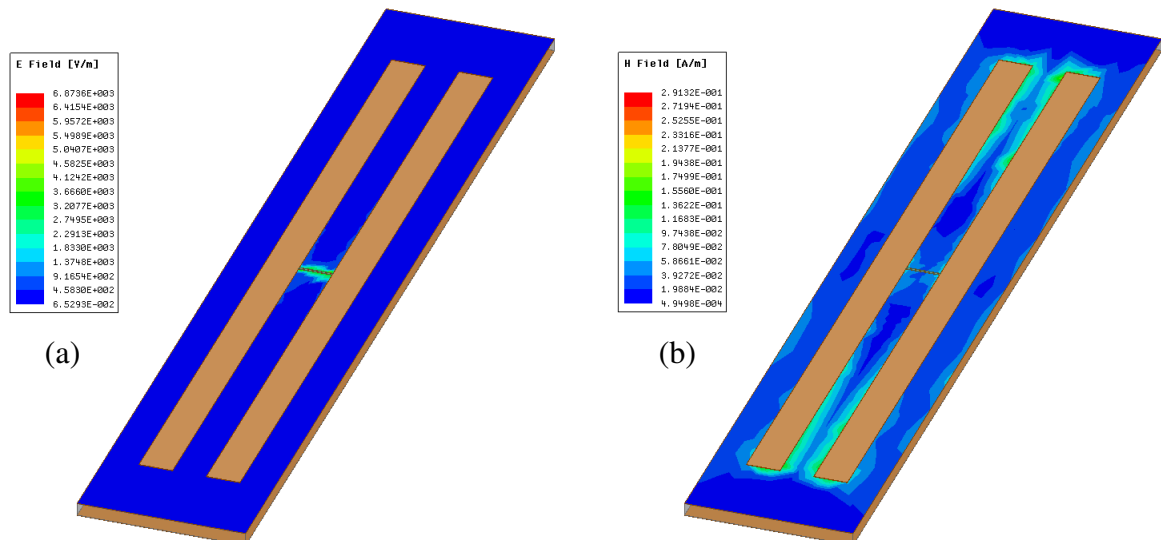 E Field [V/m]
6.8736E+003
6.4154E+003
5.9572E+003
5.4989E+003
5.0407E+003
4.5825E+003
4.1242E+003
3.6660E+003
3.2077E+003
2.7495E+003
2.2913E+003
1.8330E+003
1.3748E+003
9.1654E+002
4.5830E+002
6.5293E-002
(a)
H Field [A/m]
2.9132E-001
2.7194E-001
2.5255E-001
2.3316E-001
2.1377E-001
1.9438E-001
1.7499E-001
1.5560E-001
1.3622E-001
1.1683E-001
9.7438E-002
7.8049E-002
5.8661E-002
3.9272E-002
1.9884E-002
4.9498E-004
(b)